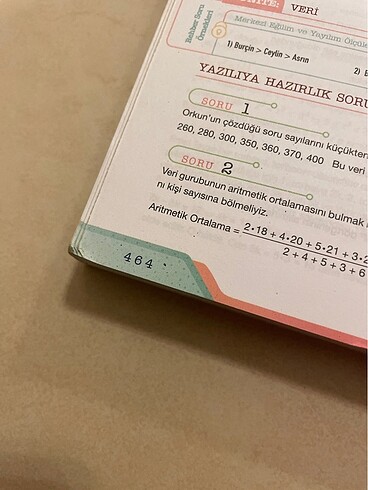 VERİ
Merkezi Eğilim ve Yayılım Ölçüle
Rehber Soru
Örnekleri
1) Burçin > Ceylin > Asrın
2)
YAZILIYA HAZIRLIK SORU
SORU 1
Orkun'un çözdüğü soru sayılarını küçükten
260, 280, 300, 350, 360, 370, 400 Bu veri
SORU 2
Veri gurubunun aritmetik ortalamasını bulmak
nı kişi sayısına bölmeliyiz.
Aritmetik Ortalama = 2•18 + 4•20 + 5•21 + 3•2
2 + 4 + 5 + 3 + 6
464